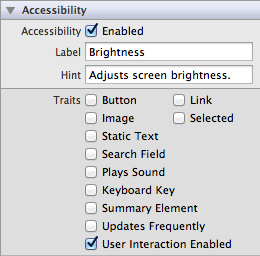 Accessibility
Accessibility Enabled
Label Brightness
Hint Adjusts screen brightness.
Traits Button Link
Image Selected
Static Text
Search Field
Plays Sound
Keyboard Key
Summary Element
Updates Frequently
User Interaction Enabled